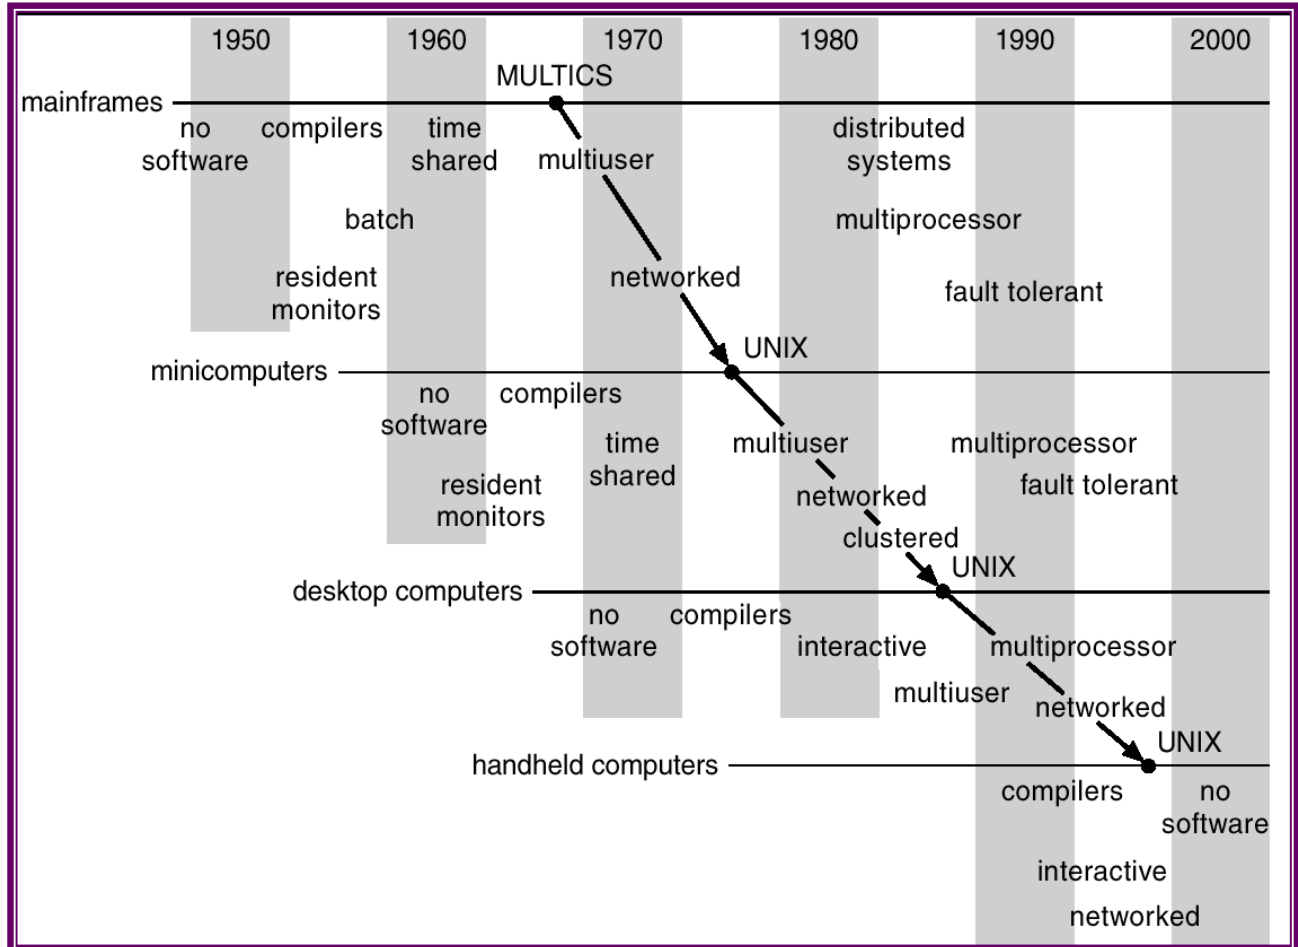 1950 1960 1970 1980 1990 2000
MULTICS
mainframes
no compilers time distributed
software shared multiuser systems
batch multiprocessor
resident networked fault tolerant
monitors
UNIX
minicomputers
no compilers
software
time multiuser multiprocessor
shared
resident networked fault tolerant
monitors
clustered
UNIX
desktop computers
no compilers
software interactive multiprocessor
multiuser networked
UNIX
handheld computers
compilers no
software
interactive
networked